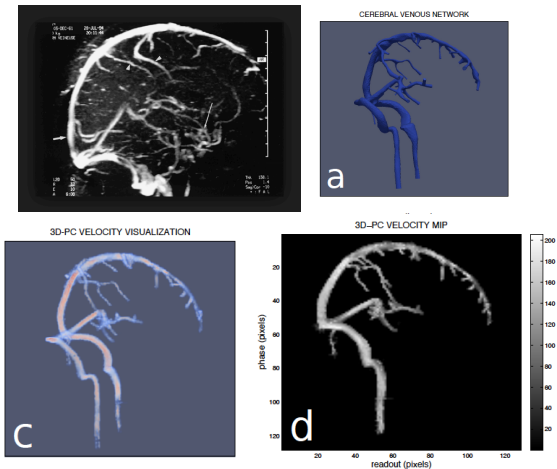 CEREBRAL VENOUS NETWORK
a
3D-PC VELOCITY VISUALIZATION
c
3D−PC VELOCITY MIP
d
phase (pixels)
20
40
60
80
100
120
20
40
60
80
100
120
readout (pixels)
200
180
160
140
120
100
80
60
40
20